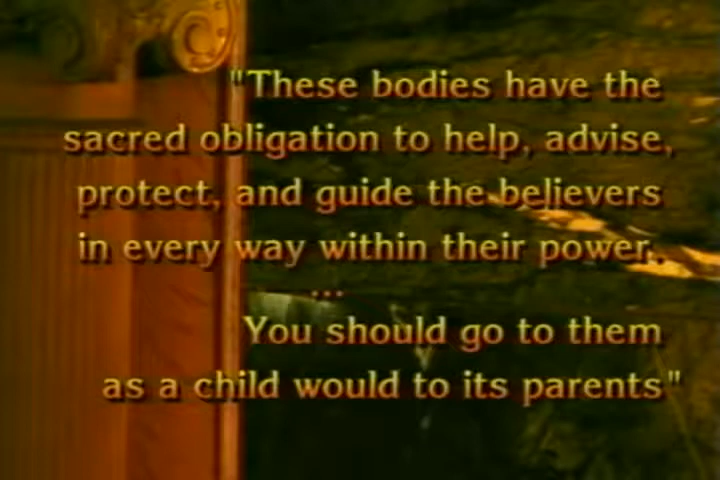 "These bodies have the
sacred obligation to help, advise,
protect, and guide the believers
in every way within their power.
...
You should go to them
as a child would to its parents"